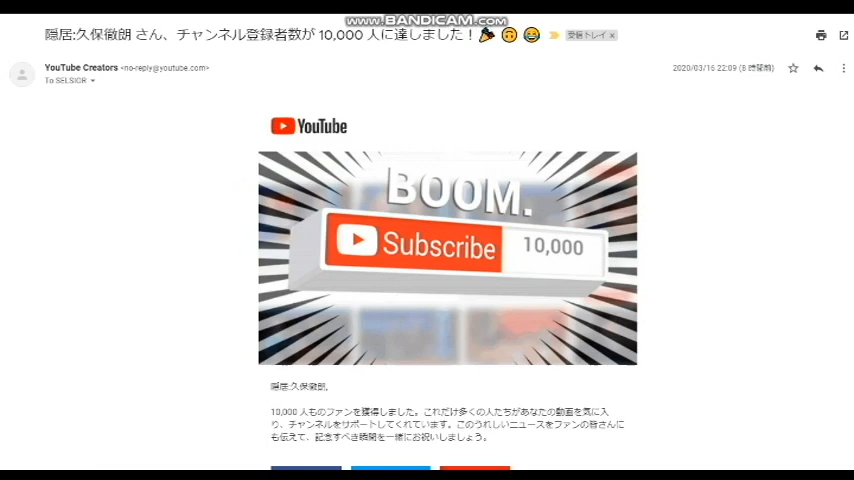 www.BANDICAM.com
隠居:久保徹朗 さん、チャンネル登録者数が 10,000 人に達しました！🎉 🙃 😂 受信トレイ ×
YouTube Creators <no-reply@youtube.com>
2020/03/16 22:09 (8 時間前)
To SELSIOR
YouTube
BOOM.
Subscribe 10,000
隠居:久保徹朗,
10,000 人ものファンを獲得しました。これだけ多くの人たちがあなたの動画を気に入
り、チャンネルをサポートしてくれています。このうれしいニュースをファンの皆さんに
も伝えて、記念すべき瞬間を一緒にお祝いしましょう。